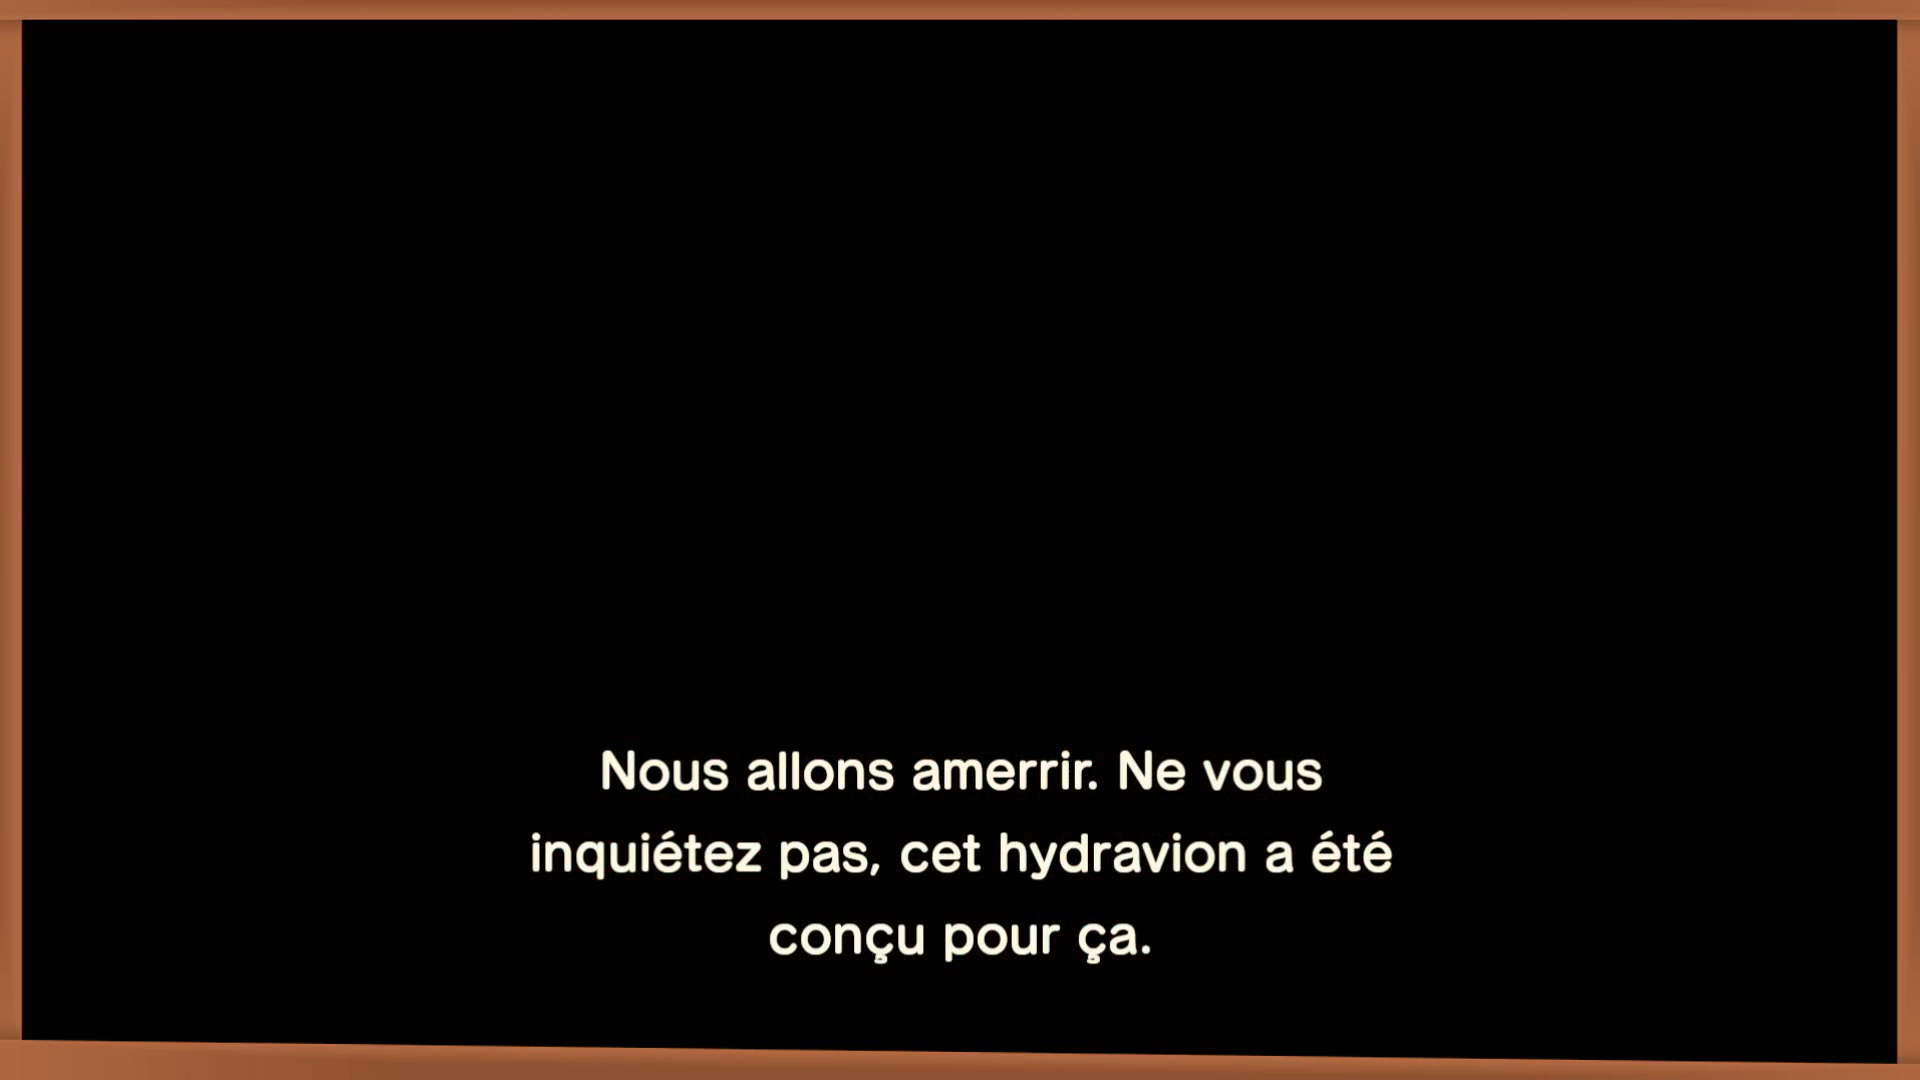 Nous allons amerrir. Ne vous
inquiétez pas, cet hydravion a été
conçu pour ça.